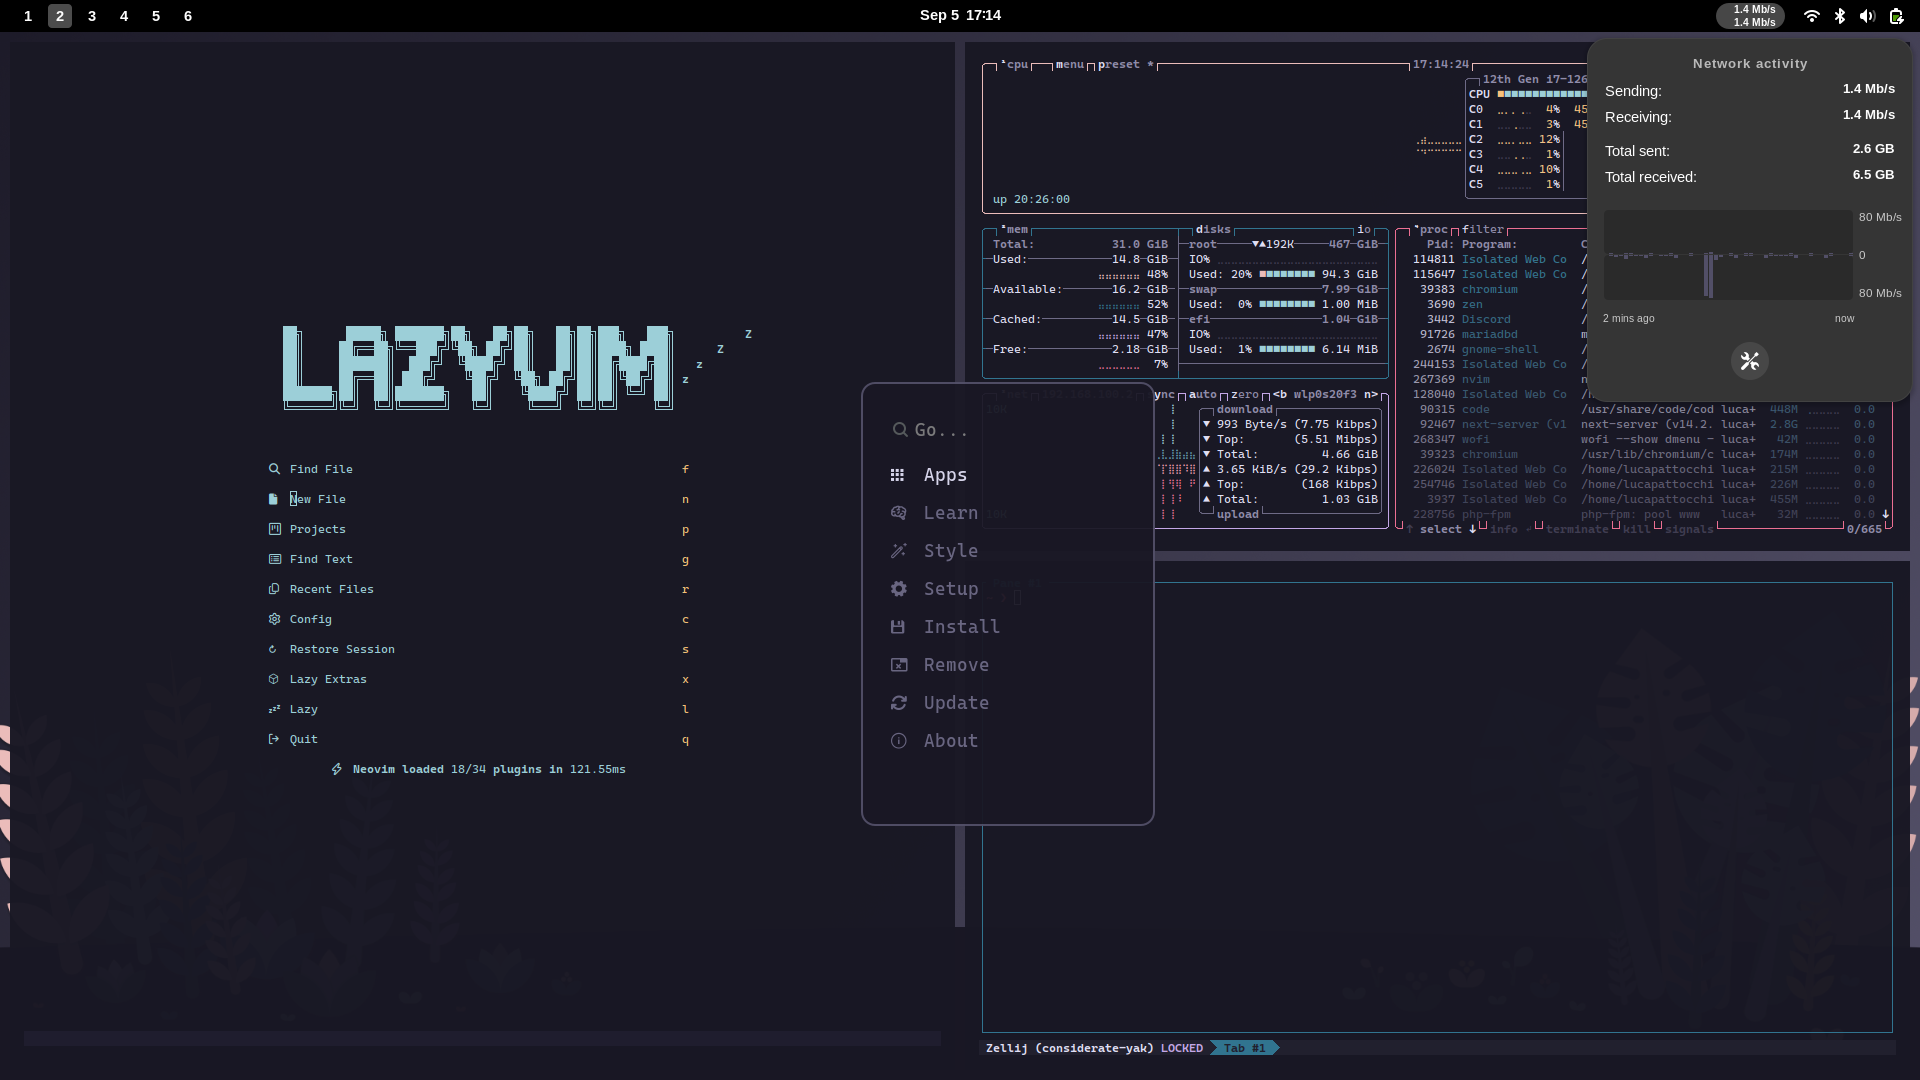 1 2 3 4 5 6
Sep 5 17:14
1.4 Mb/s
1.4 Mb/s
Network activity
Sending: 1.4 Mb/s
Receiving: 1.4 Mb/s
Total sent: 2.6 GB
Total received: 6.5 GB
80 Mb/s
0
80 Mb/s
2 mins ago now
LAZYVIM
Z
Z
z
z
Find File f
New File n
Projects p
Find Text g
Recent Files r
Config c
Restore Session s
Lazy Extras x
Lazy l
Quit q
Neovim loaded 18/34 plugins in 121.55ms
Go...
Apps
Learn
Style
Setup
Install
Remove
Update
About
¹cpu menu preset * 17:14:24
12th Gen i7-126
CPU
C0 4% 45
C1 3% 45
C2 12%
C3 1%
C4 10%
C5 1%
up 20:26:00
²mem
Total: 31.0 GiB
Used: 14.8 GiB
48%
Available: 16.2 GiB
52%
Cached: 14.5 GiB
47%
Free: 2.18 GiB
7%
disks io
root ▼▲192K 467 GiB
IO%
Used: 20% 94.3 GiB
swap 7.99 GiB
Used: 0% 1.00 MiB
efi 1.04 GiB
IO%
Used: 1% 6.14 MiB
ync auto zero <b wlp0s20f3 n>
download
▼ 993 Byte/s (7.75 Kibps)
▼ Top: (5.51 Mibps)
▼ Total: 4.66 GiB
▲ 3.65 KiB/s (29.2 Kibps)
▲ Top: (168 Kibps)
▲ Total: 1.03 GiB
upload
⁴proc filter
Pid: Program: C
114811 Isolated Web Co /
115647 Isolated Web Co /
39383 chromium /
3690 zen /
3442 Discord /
91726 mariadbd m
2674 gnome-shell /
244153 Isolated Web Co /
267369 nvim n
128040 Isolated Web Co /h
90315 code /usr/share/code/cod luca+ 448M 0.0
92467 next-server (v1 next-server (v14.2. luca+ 2.8G 0.0
268347 wofi wofi --show dmenu - luca+ 42M 0.0
39323 chromium /usr/lib/chromium/c luca+ 174M 0.0
226024 Isolated Web Co /home/lucapattocchi luca+ 215M 0.0
254746 Isolated Web Co /home/lucapattocchi luca+ 226M 0.0
3937 Isolated Web Co /home/lucapattocchi luca+ 455M 0.0
228756 php-fpm php-fpm: pool www luca+ 32M 0.0 ↓
↑ select ↓ info ↵ terminate kill signals 0/665
Zellij (considerate-yak) LOCKED Tab #1